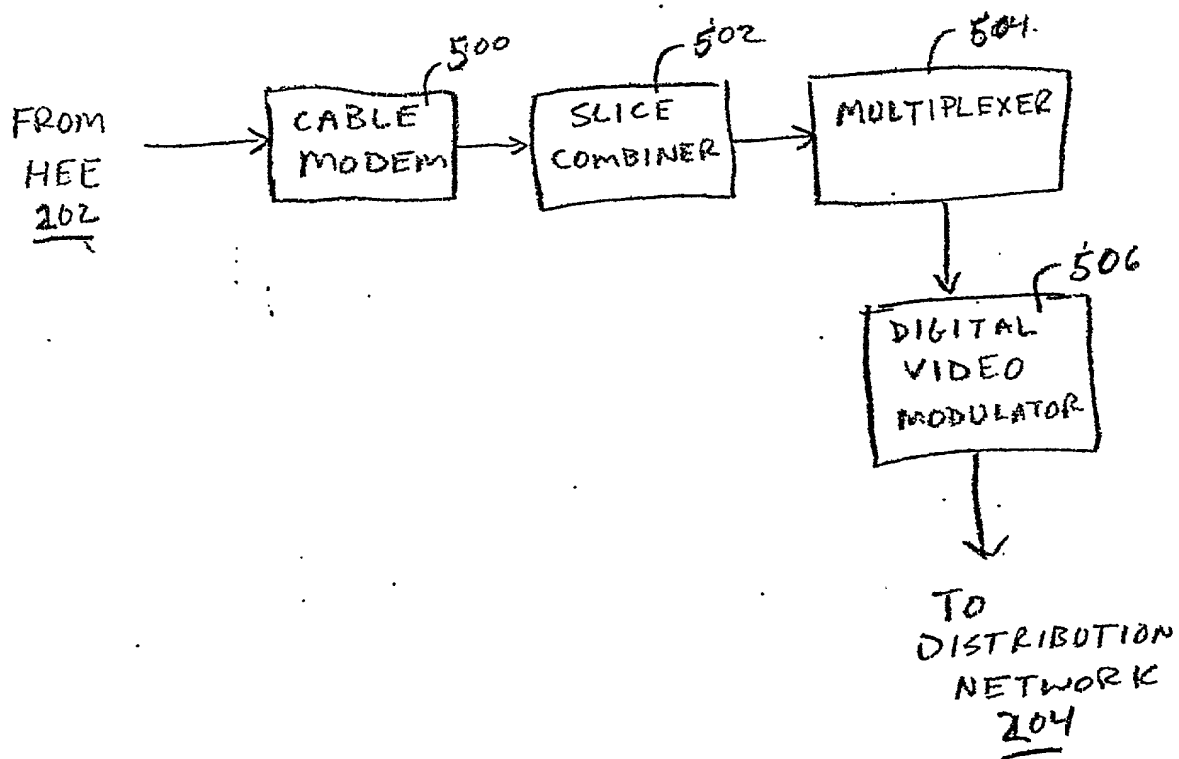 500
502
504.
FROM
HEE
202
CABLE
MODEM
SLICE
COMBINER
MULTIPLEXER
506
DIGITAL
VIDEO
MODULATOR
TO
DISTRIBUTION
NETWORK
204